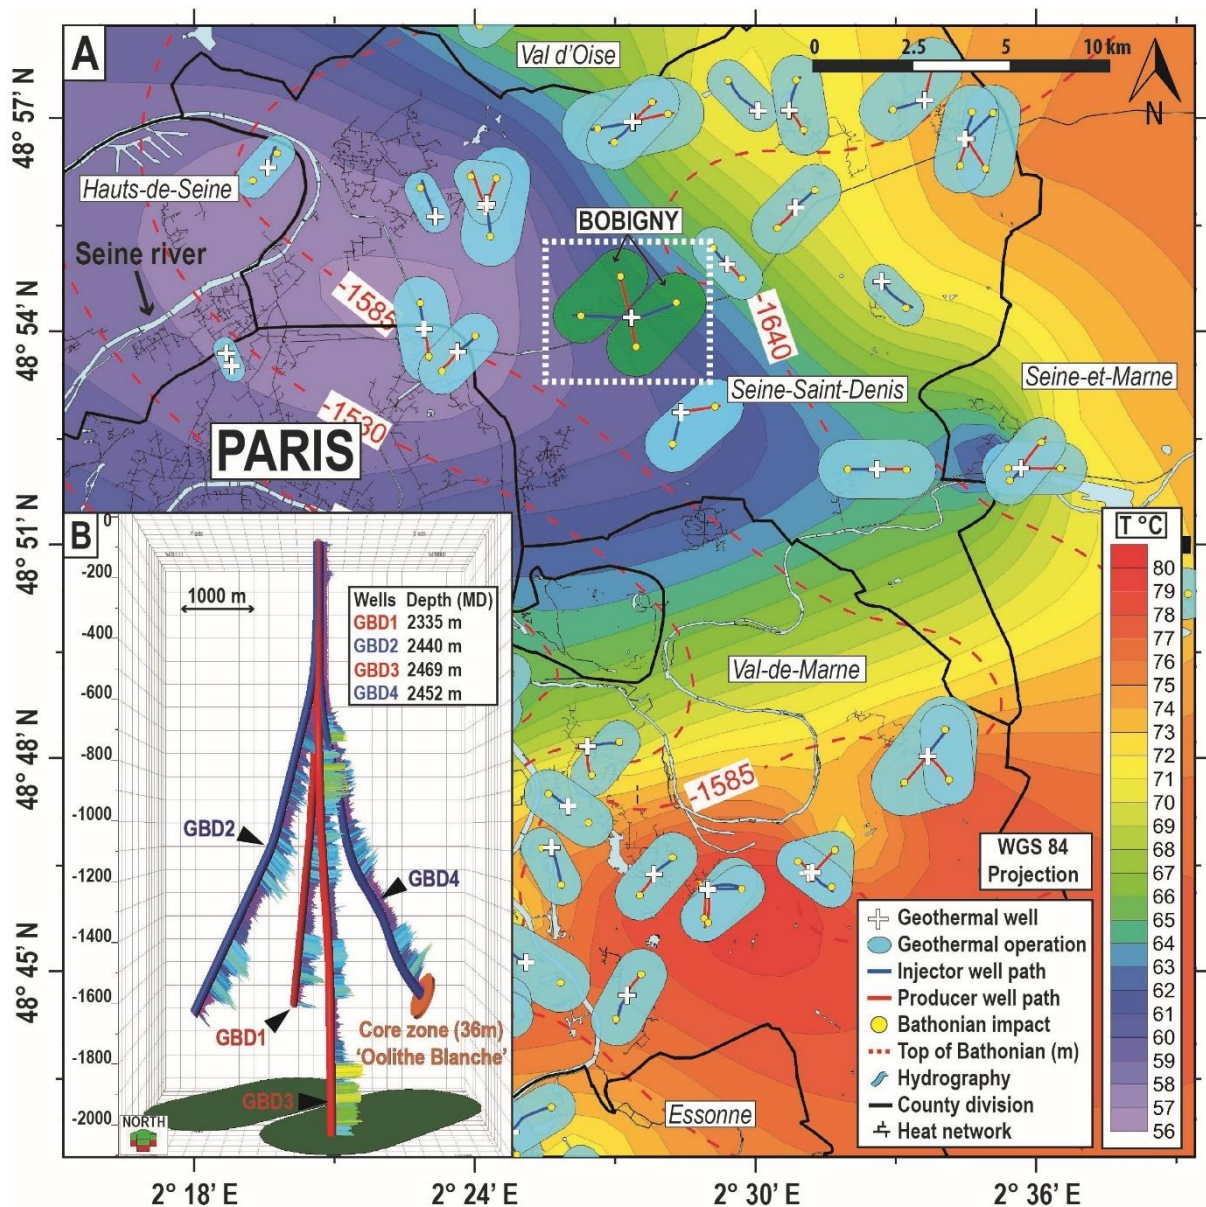 A
Val d'Oise
0 2.5 5 10 km
N
48° 57' N
48° 54' N
48° 51' N
48° 48' N
48° 45' N
Hauts-de-Seine
Seine river
BOBIGNY
-1585
-1640
-1530
Seine-Saint-Denis
Seine-et-Marne
PARIS
Val-de-Marne
-1585
Essonne
B
0
-200
-400
-600
-800
-1000
-1200
-1400
-1600
-1800
-2000
1000 m
Wells Depth (MD)
GBD1 2335 m
GBD2 2440 m
GBD3 2469 m
GBD4 2452 m
GBD2
GBD4
GBD1
Core zone (36m)
'Oolithe Blanche'
GBD3
NORTH
T °C
80
79
78
77
76
75
74
73
72
71
70
69
68
67
66
65
64
63
62
61
60
59
58
57
56
WGS 84
Projection
Geothermal well
Geothermal operation
Injector well path
Producer well path
Bathonian impact
Top of Bathonian (m)
Hydrography
County division
Heat network
2° 18' E
2° 24' E
2° 30' E
2° 36' E